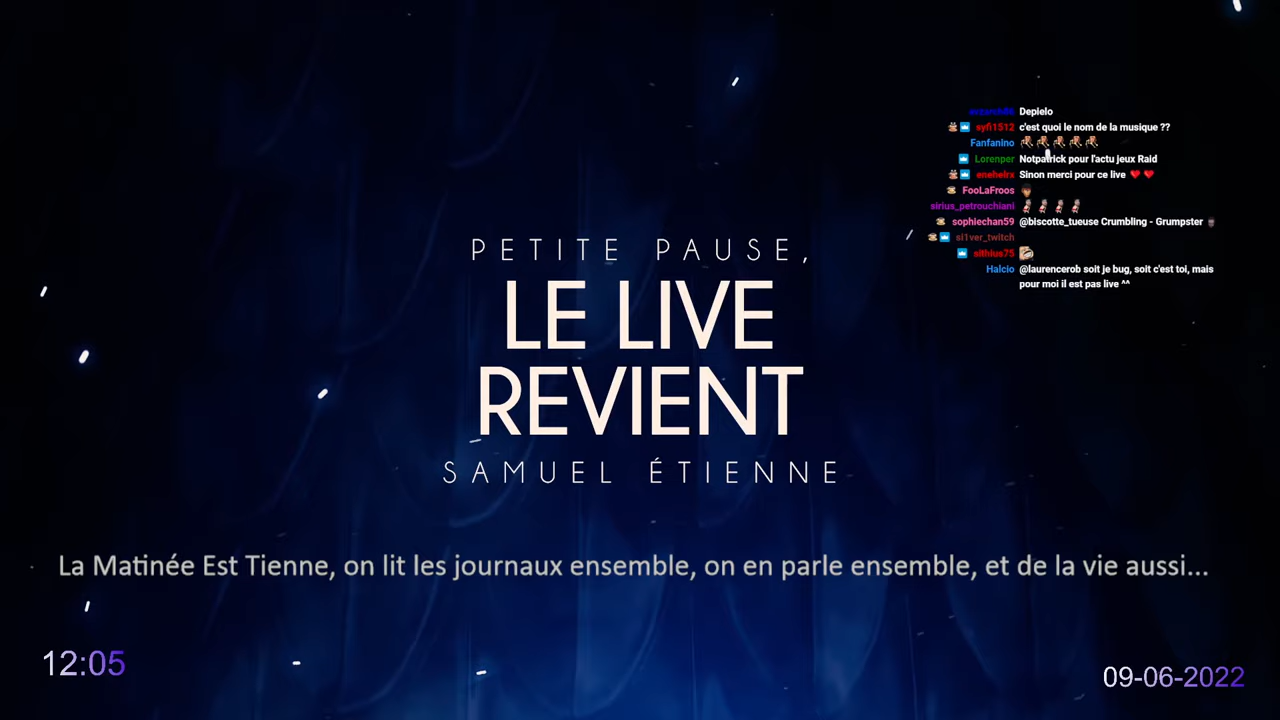 Depielo
syfi1512 c'est quoi le nom de la musique ??
Fanfanino
Lorenper Notpatrick pour l'actu jeux Raid
enehelrx Sinon merci pour ce live
FooLaFroos
sirius_petrouchiani
sophiechan59 @biscotte_tueuse Crumbling - Grumpster
si1ver_twitch
sithius75
Halcio @laurencerob soit je bug, soit c'est toi, mais
pour moi il est pas live ^^
PETITE PAUSE,
LE LIVE
REVIENT
SAMUEL ÉTIENNE
La Matinée Est Tienne, on lit les journaux ensemble, on en parle ensemble, et de la vie aussi...
12:05
09-06-2022